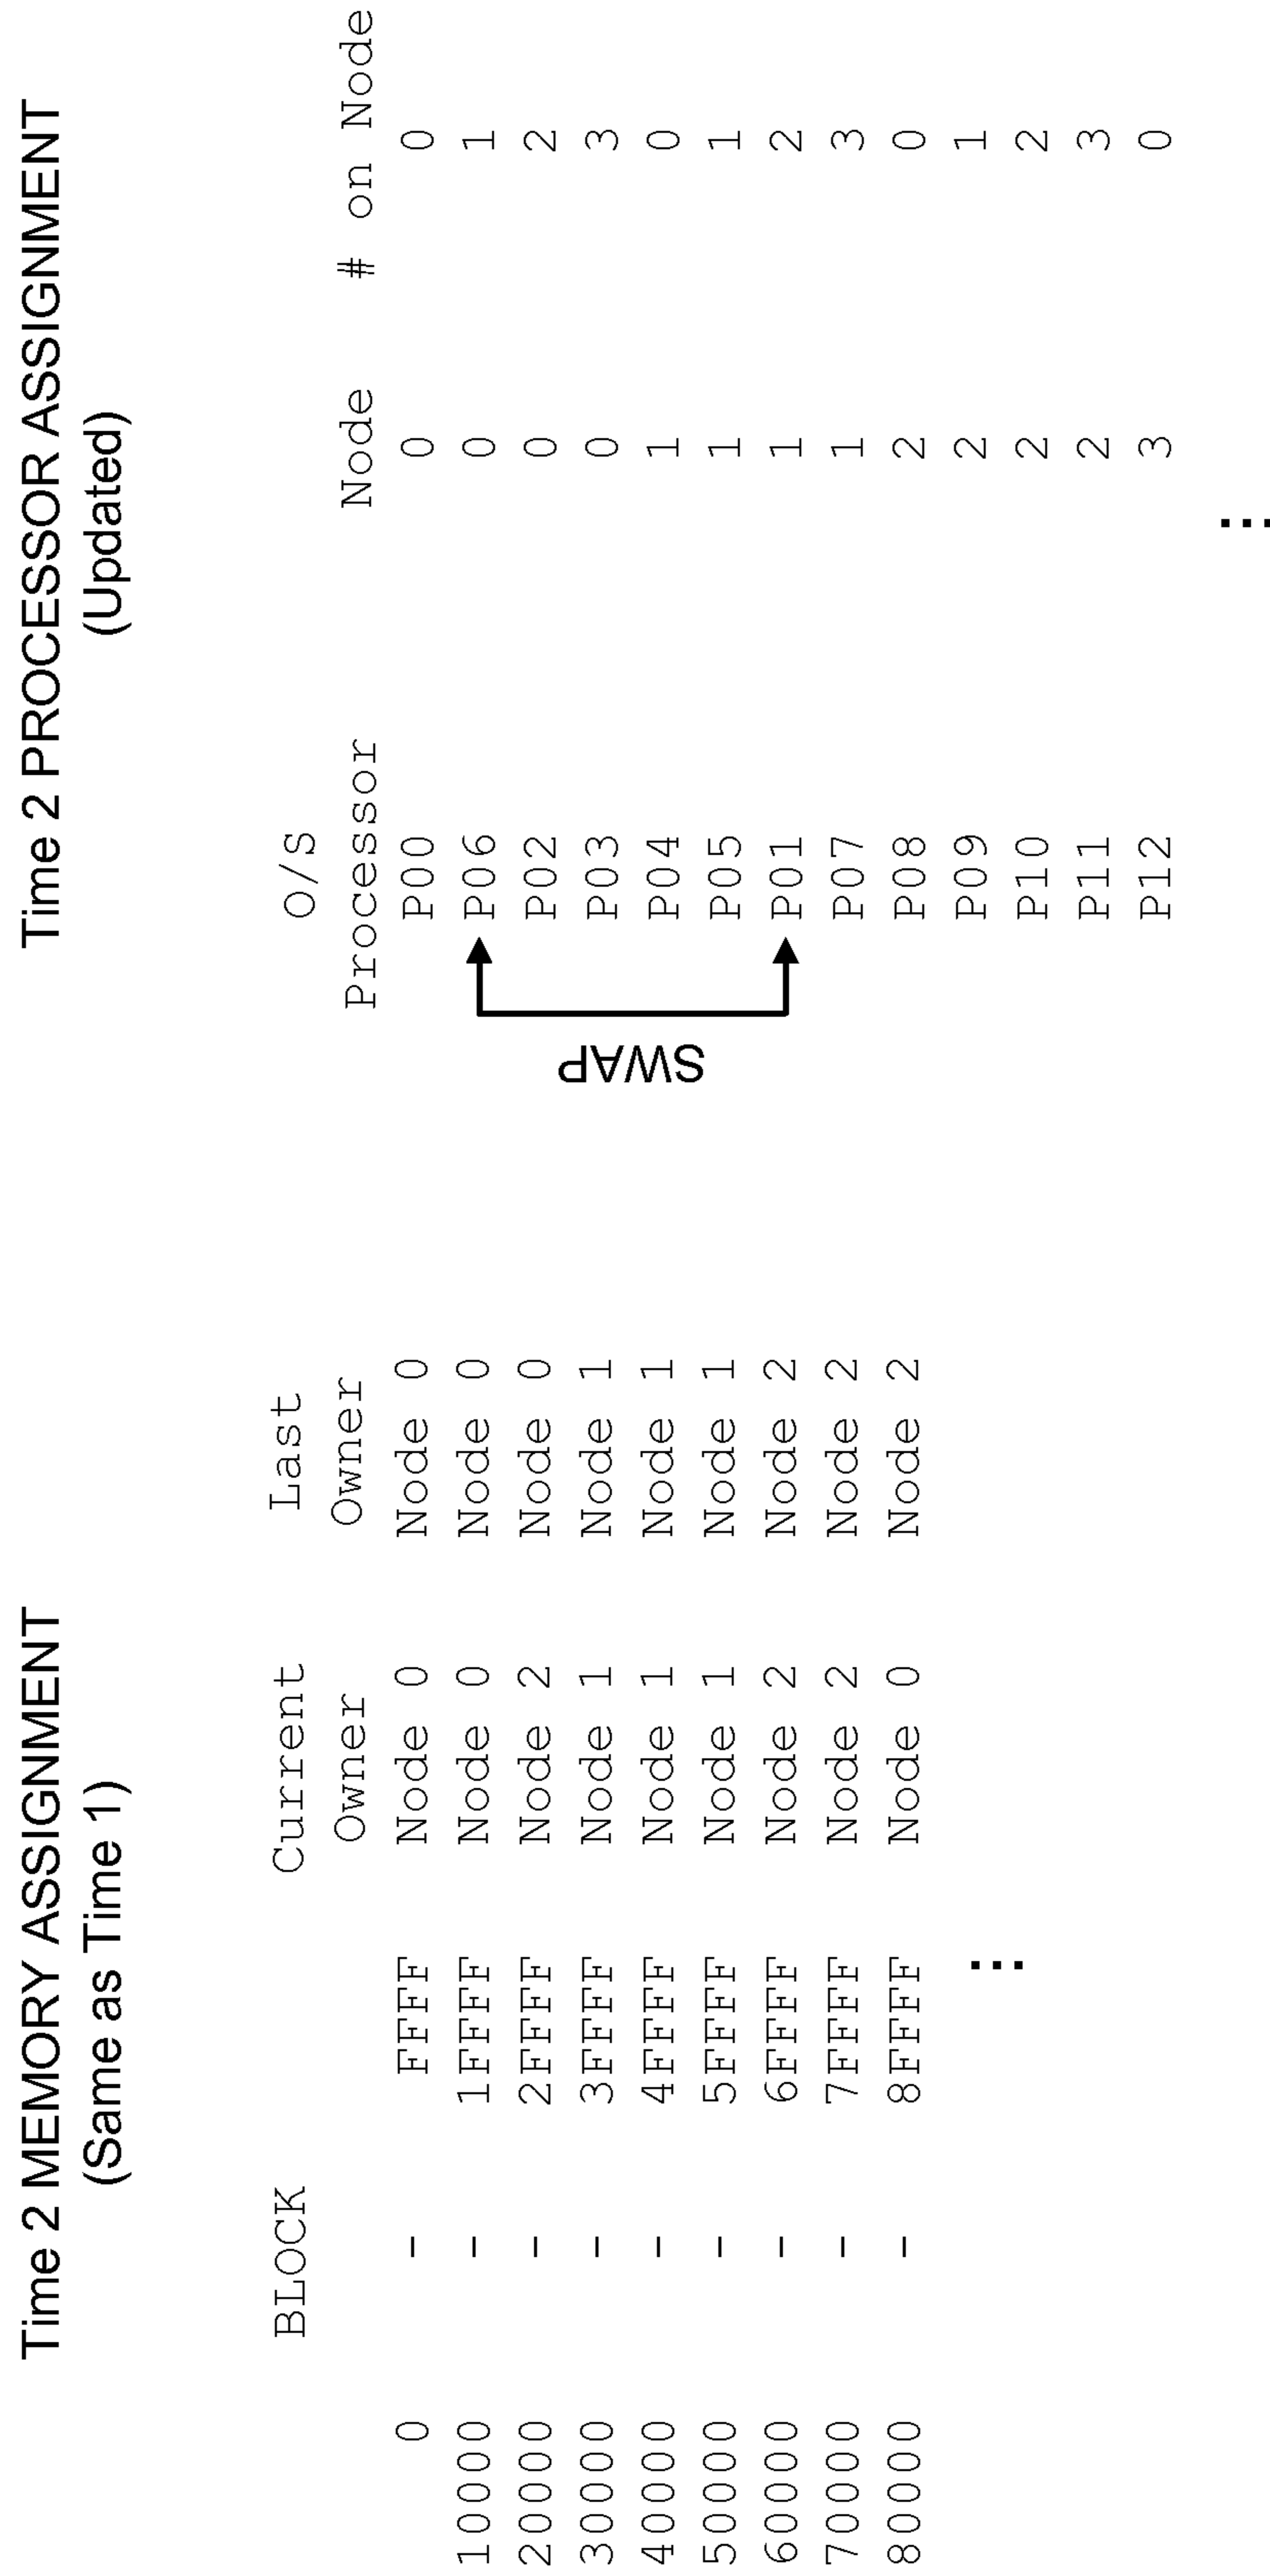 Time 2 MEMORY ASSIGNMENT
(Same as Time 1)
BLOCK Current Last
Owner Owner
0 - FFFF Node 0 Node 0
10000 - 1FFFF Node 0 Node 0
20000 - 2FFFF Node 2 Node 0
30000 - 3FFFF Node 1 Node 1
40000 - 4FFFF Node 1 Node 1
50000 - 5FFFF Node 1 Node 1
60000 - 6FFFF Node 2 Node 2
70000 - 7FFFF Node 2 Node 2
80000 - 8FFFF Node 0 Node 2
...
Time 2 PROCESSOR ASSIGNMENT
(Updated)
O/S
Processor Node # on Node
P00 0 0
P06 0 1
P02 0 2
P03 0 3
P04 1 0
P05 1 1
P01 1 2
P07 1 3
P08 2 0
P09 2 1
P10 2 2
P11 2 3
P12 3 0
...
SWAP